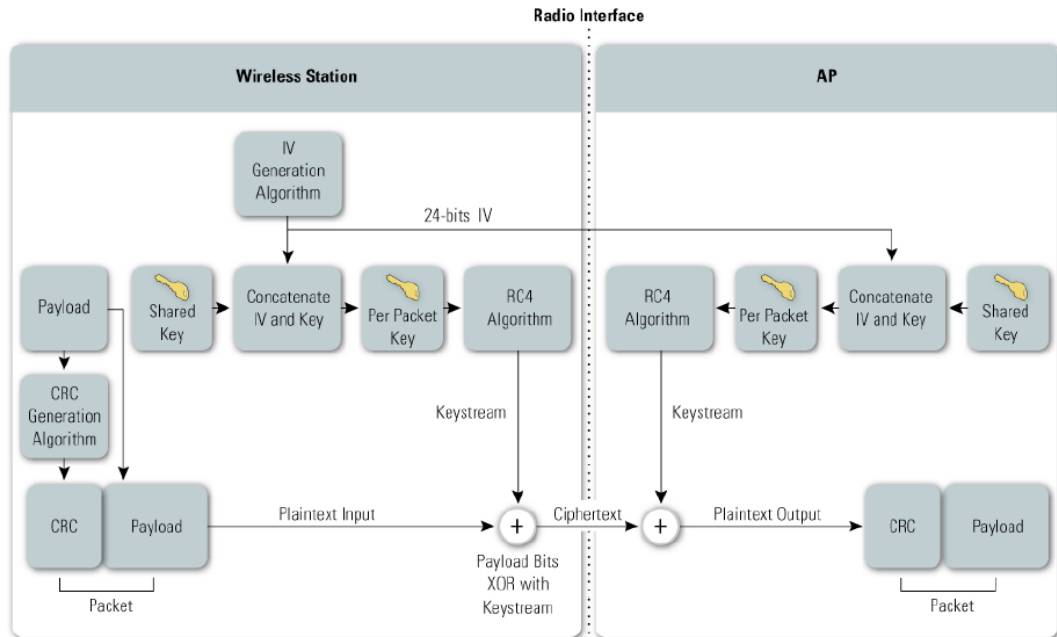 Radio Interface
Wireless Station
AP
IV
Generation
Algorithm
24-bits IV
Payload
Shared
Key
Concatenate
IV and Key
Per Packet
Key
RC4
Algorithm
RC4
Algorithm
Per Packet
Key
Concatenate
IV and Key
Shared
Key
CRC
Generation
Algorithm
Keystream
Keystream
CRC
Payload
Plaintext Input
+
Ciphertext
+
Plaintext Output
CRC
Payload
Payload Bits
XOR with
Keystream
Packet
Packet